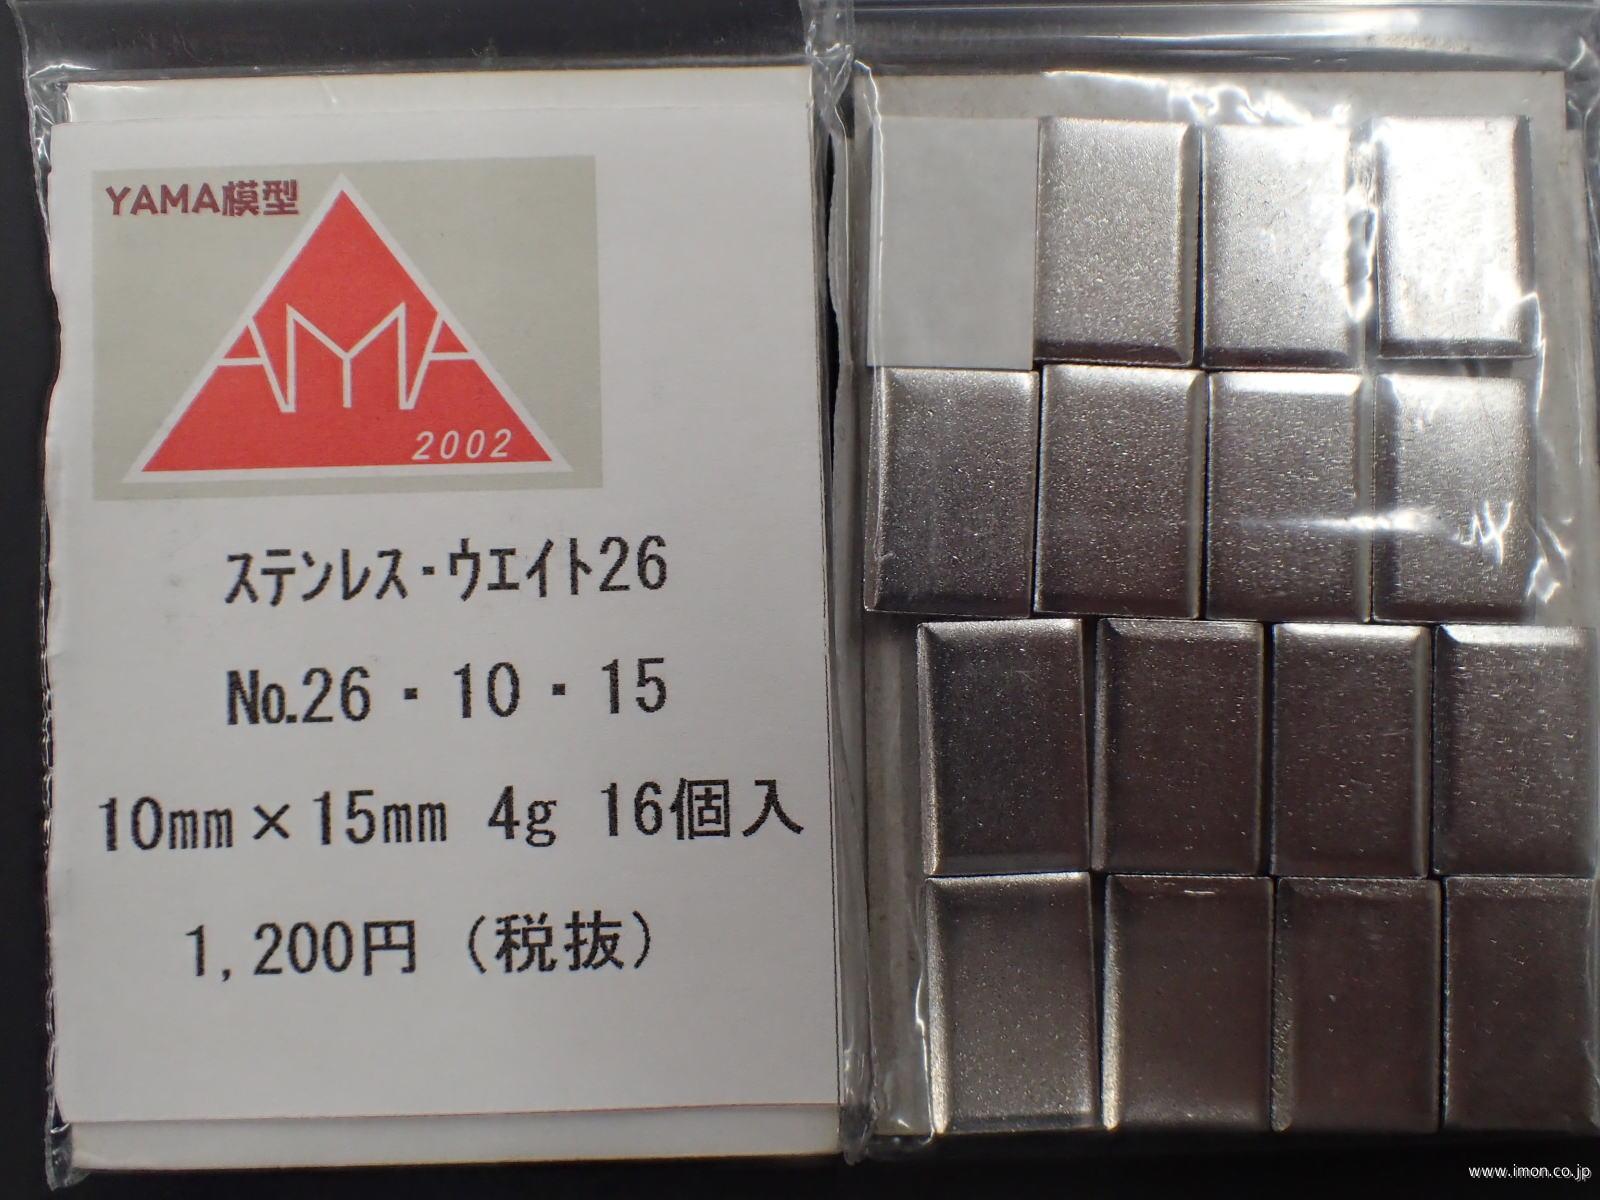 YAMA模型
AYMA
2002
ステンレス・ウエイト26
No.26・10・15
10mm×15mm 4g 16個入
1,200円（税抜）
www.imon.co.jp